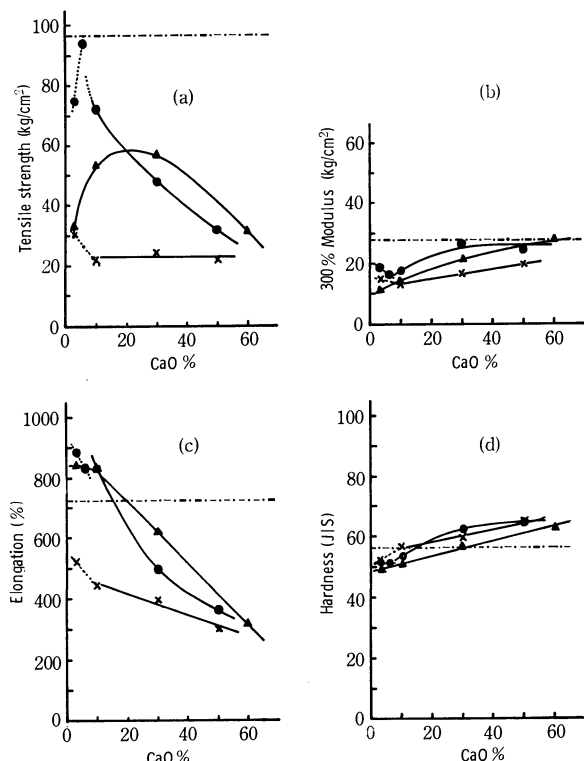 100
80
60
40
20
0
Tensile strength (kg/cm²)
(a)
0 20 40 60
CaO %
(b)
60
40
20
0
300% Modulus (kg/cm²)
0 20 40 60
CaO %
1000
800
600
400
200
Elongation (%)
(c)
0 20 40 60
CaO %
100
80
60
40
20
0
Hardness (JIS)
(d)
0 20 40 60
CaO %